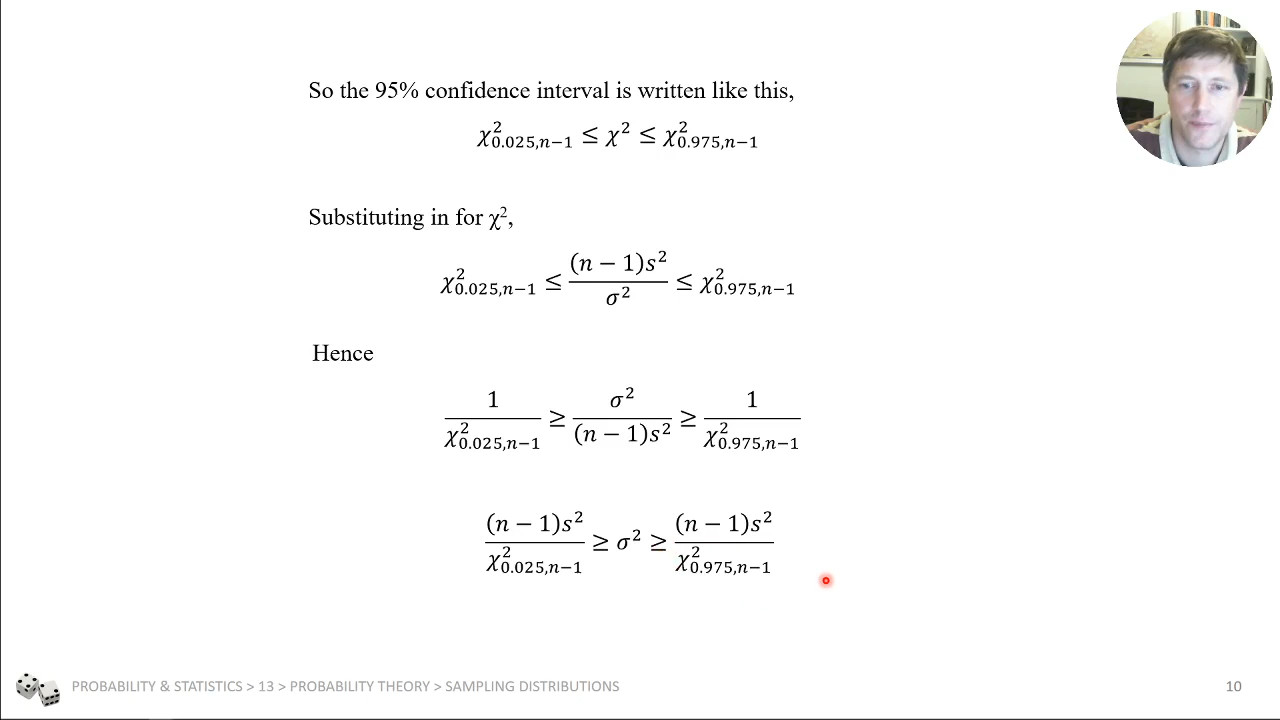 So the 95% confidence interval is written like this,
χ²₀.₀₂₅,ₙ₋₁ ≤ χ² ≤ χ²₀.₉₇₅,ₙ₋₁
Substituting in for χ²,
χ²₀.₀₂₅,ₙ₋₁ ≤ (n − 1)s² / σ² ≤ χ²₀.₉₇₅,ₙ₋₁
Hence
1 / χ²₀.₀₂₅,ₙ₋₁ ≥ σ² / (n − 1)s² ≥ 1 / χ²₀.₉₇₅,ₙ₋₁
(n − 1)s² / χ²₀.₀₂₅,ₙ₋₁ ≥ σ² ≥ (n − 1)s² / χ²₀.₉₇₅,ₙ₋₁
PROBABILITY & STATISTICS > 13 > PROBABILITY THEORY > SAMPLING DISTRIBUTIONS
10